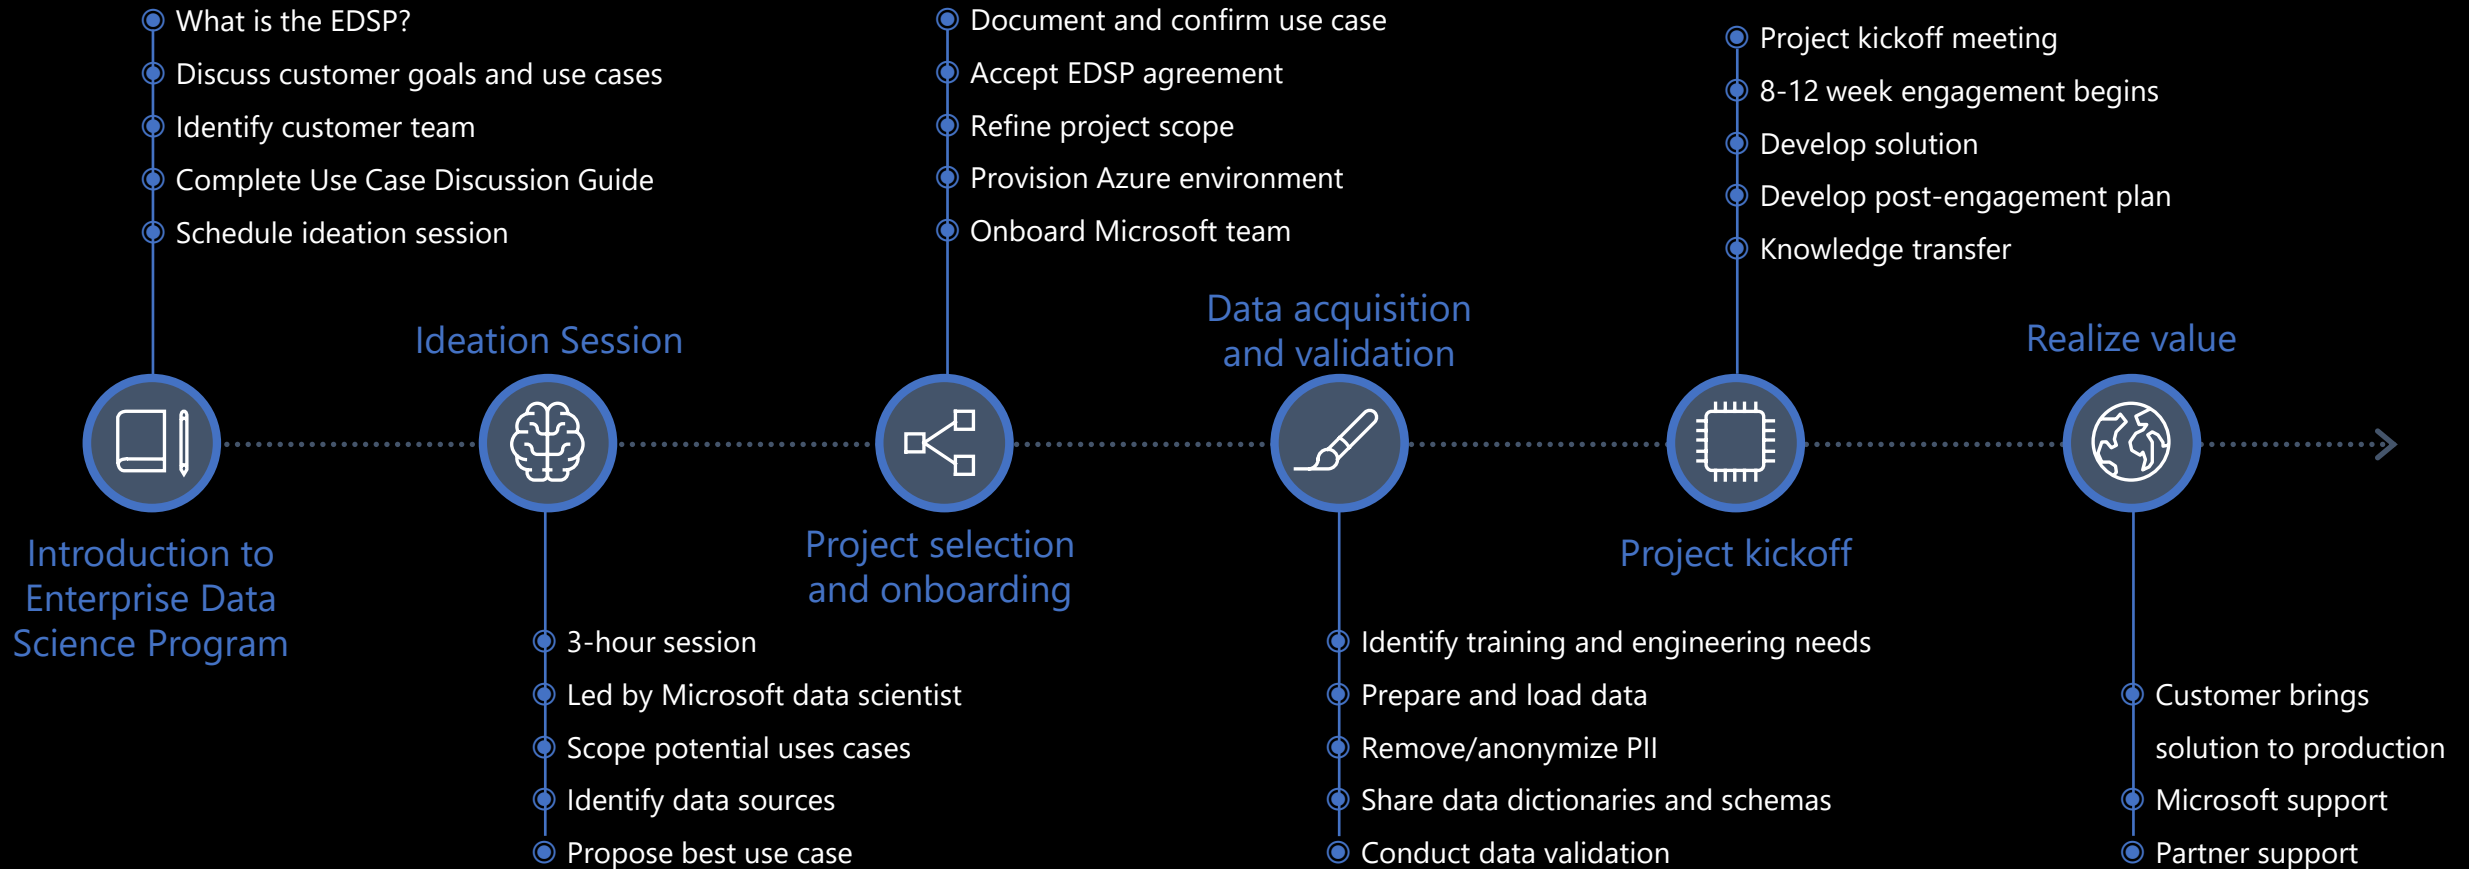 What is the EDSP?
Discuss customer goals and use cases
Identify customer team
Complete Use Case Discussion Guide
Schedule ideation session
Introduction to
Enterprise Data
Science Program
Ideation Session
3-hour session
Led by Microsoft data scientist
Scope potential uses cases
Identify data sources
Propose best use case
Document and confirm use case
Accept EDSP agreement
Refine project scope
Provision Azure environment
Onboard Microsoft team
Project selection
and onboarding
Data acquisition
and validation
Identify training and engineering needs
Prepare and load data
Remove/anonymize PII
Share data dictionaries and schemas
Conduct data validation
Project kickoff meeting
8-12 week engagement begins
Develop solution
Develop post-engagement plan
Knowledge transfer
Project kickoff
Realize value
Customer brings
solution to production
Microsoft support
Partner support